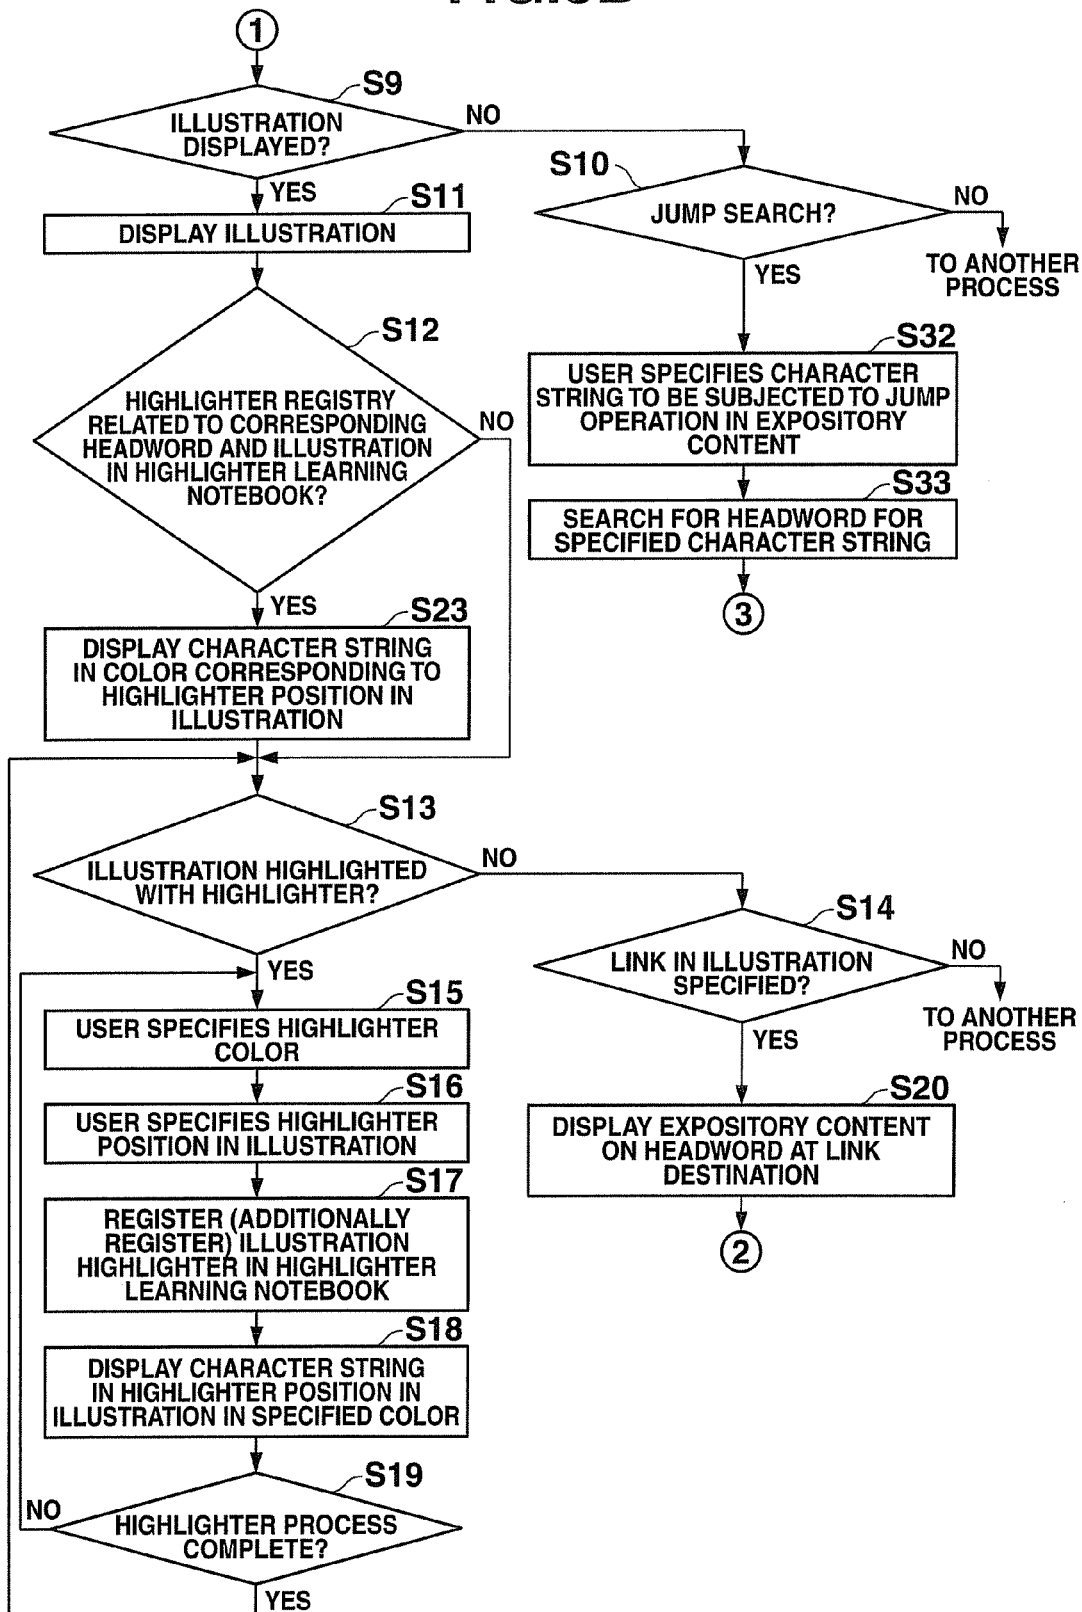 1
S9
ILLUSTRATION
DISPLAYED?
NO
YES
S11
DISPLAY ILLUSTRATION
S10
JUMP SEARCH?
NO
TO ANOTHER
PROCESS
YES
S12
HIGHLIGHTER REGISTRY
RELATED TO CORRESPONDING
HEADWORD AND ILLUSTRATION
IN HIGHLIGHTER LEARNING
NOTEBOOK?
NO
YES
S32
USER SPECIFIES CHARACTER
STRING TO BE SUBJECTED TO JUMP
OPERATION IN EXPOSITORY
CONTENT
S33
SEARCH FOR HEADWORD FOR
SPECIFIED CHARACTER STRING
3
S23
DISPLAY CHARACTER STRING
IN COLOR CORRESPONDING TO
HIGHLIGHTER POSITION IN
ILLUSTRATION
S13
ILLUSTRATION HIGHLIGHTED
WITH HIGHLIGHTER?
NO
YES
S14
LINK IN ILLUSTRATION
SPECIFIED?
NO
TO ANOTHER
PROCESS
YES
S15
USER SPECIFIES HIGHLIGHTER
COLOR
S16
USER SPECIFIES HIGHLIGHTER
POSITION IN ILLUSTRATION
S20
DISPLAY EXPOSITORY CONTENT
ON HEADWORD AT LINK
DESTINATION
2
S17
REGISTER (ADDITIONALLY
REGISTER) ILLUSTRATION
HIGHLIGHTER IN HIGHLIGHTER
LEARNING NOTEBOOK
S18
DISPLAY CHARACTER STRING
IN HIGHLIGHTER POSITION IN
ILLUSTRATION IN SPECIFIED COLOR
S19
HIGHLIGHTER PROCESS
COMPLETE?
NO
YES